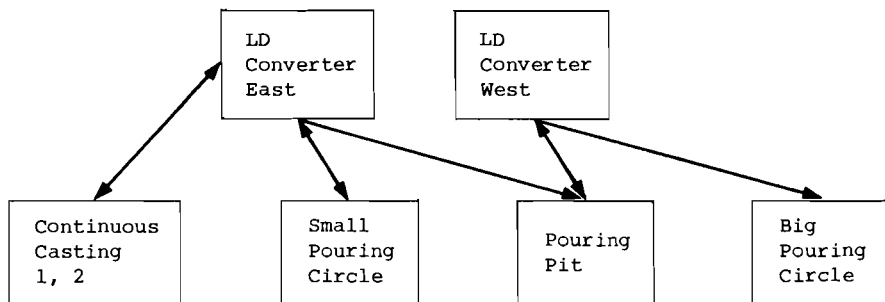 LD
Converter
East
LD
Converter
West
Continuous
Casting
1, 2
Small
Pouring
Circle
Pouring
Pit
Big
Pouring
Circle